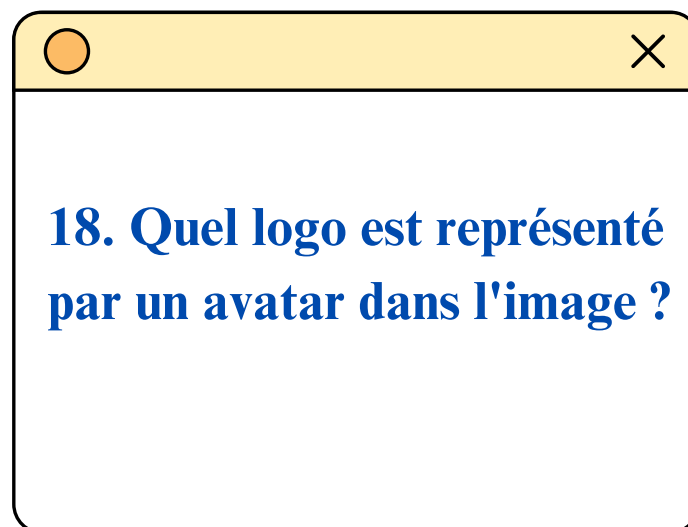 18. Quel logo est représenté
par un avatar dans l'image ?